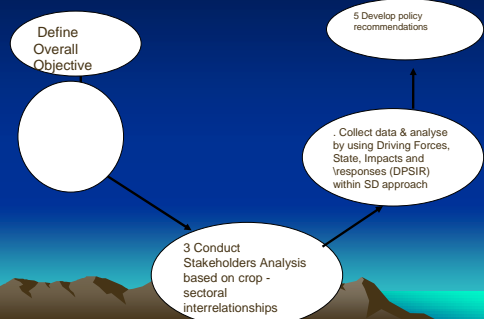 Define
Overall
Objective
3 Conduct
Stakeholders Analysis
based on crop -
sectoral
interrelationships
. Collect data & analyse
by using Driving Forces,
State, Impacts and
\responses (DPSIR)
within SD approach
5 Develop policy
recommendations